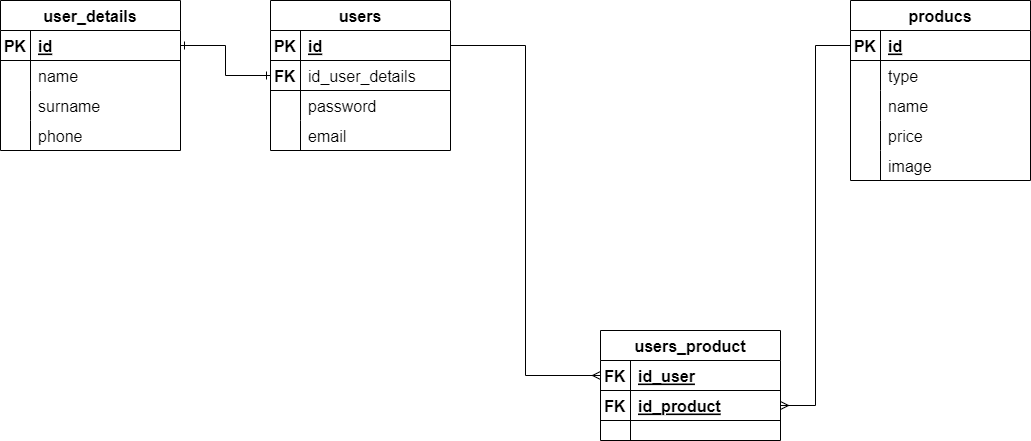 user_details
PK id
name
surname
phone
users
PK id
FK id_user_details
password
email
producs
PK id
type
name
price
image
users_product
FK id_user
FK id_product